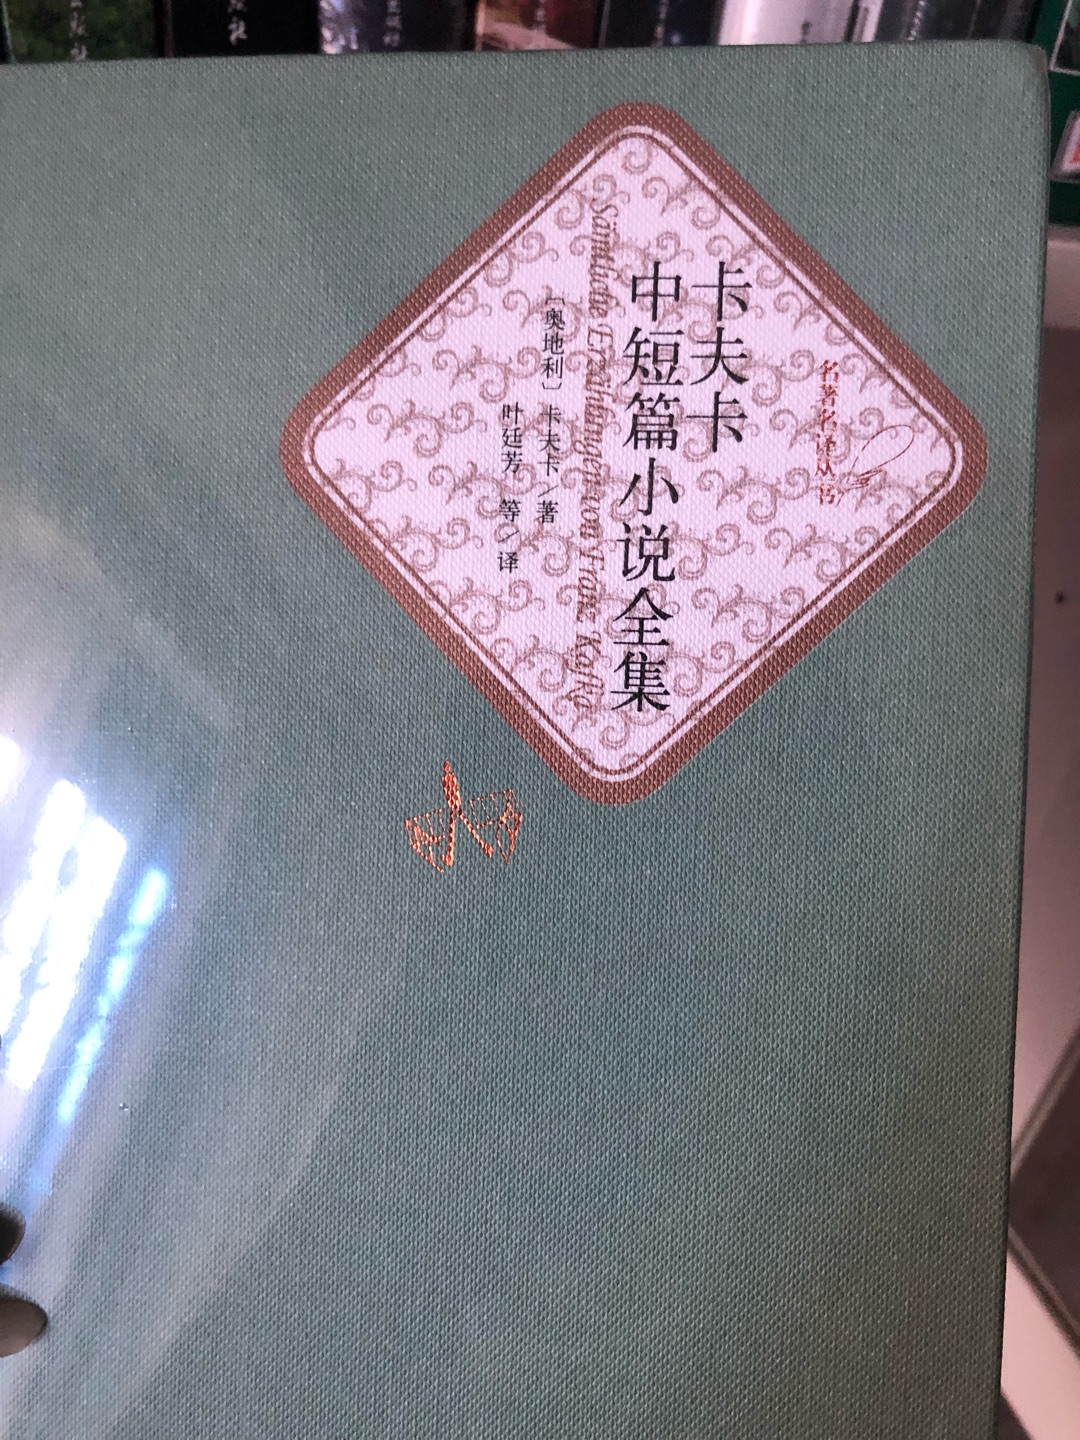 名著名译丛书
卡夫卡
中短篇小说全集
Sämtliche Erzählungen von Franz Kafka
[奥地利] 卡夫卡/著
叶廷芳 等/译